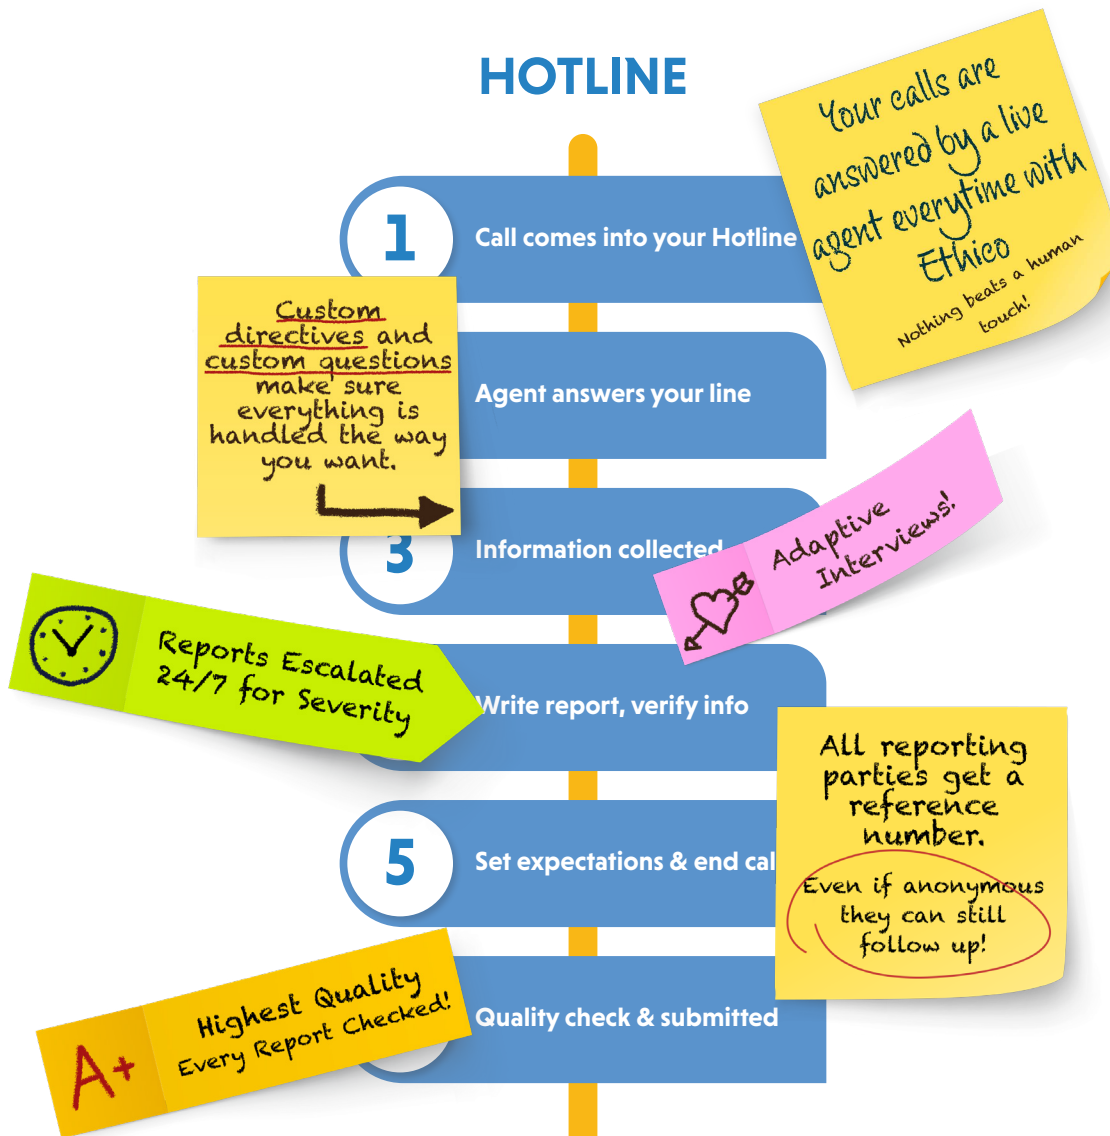 HOTLINE
Your calls are
answered by a live
agent everytime with
Ethico
Nothing beats a human
touch!
1
Call comes into your Hotline
Custom
directives and
custom questions
make sure
everything is
handled the way
you want.
Agent answers your line
3
Information collected
Adaptive
Interviews!
Reports Escalated
24/7 for Severity
Write report, verify info
All reporting
parties get a
reference
number.
Even if anonymous
they can still
follow up!
5
Set expectations & end cal
A+
Highest Quality
Every Report Checked!
Quality check & submitted